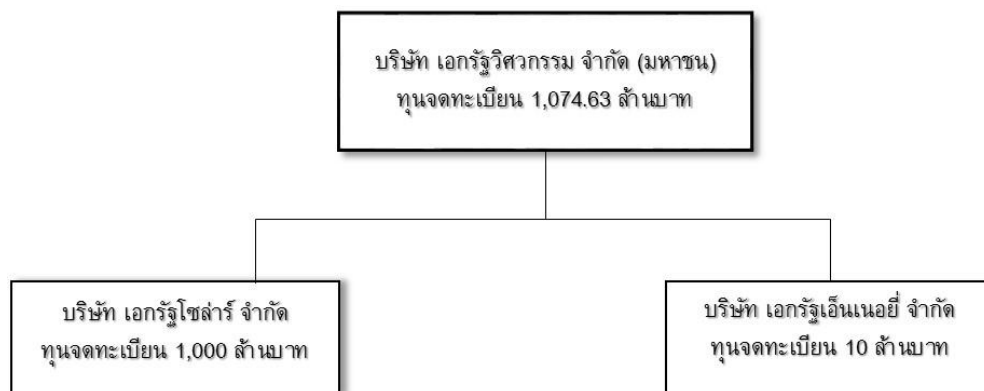 บริษัท เอกรัฐวิศวกรรม จำกัด (มหาชน)
ทุนจดทะเบียน 1,074.63 ล้านบาท
บริษัท เอกรัฐโซล่าร์ จำกัด
ทุนจดทะเบียน 1,000 ล้านบาท
บริษัท เอกรัฐเอ็นเนอยี่ จำกัด
ทุนจดทะเบียน 10 ล้านบาท